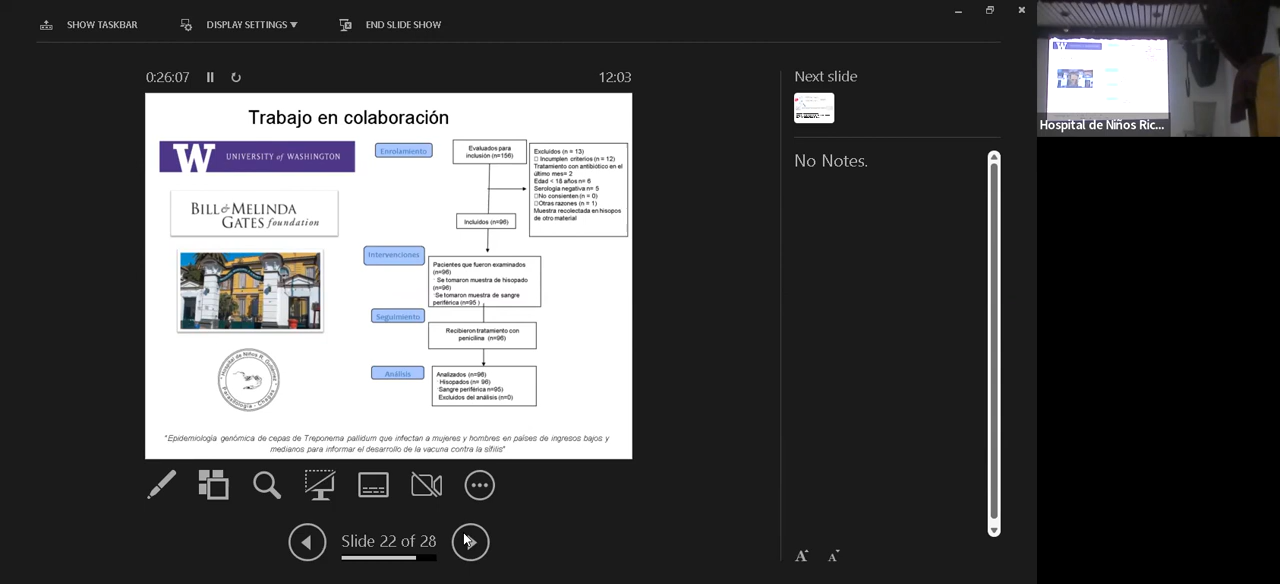 SHOW TASKBAR
DISPLAY SETTINGS ▼
END SLIDE SHOW
0:26:07
12:03
Trabajo en colaboración
W UNIVERSITY of WASHINGTON
BILL & MELINDA
GATES foundation
Hospital de Niños R. Gutiérrez
Parasitología - Chagas
Enrolamiento
Evaluados para
inclusión (n=156)
Excluidos (n = 13)
Incumplen criterios (n = 12)
Tratamiento con antibiótico en el
último mes= 2
Edad < 18 años n= 6
Serología negativa n= 5
No consienten (n = 0)
Otras razones (n = 1)
Muestra recolectada en hisopos
de otro material
Incluidos (n=96)
Intervenciones
Pacientes que fueron examinados
(n=96)
Se tomaron muestra de hisopado
(n=96)
Se tomaron muestra de sangre
periférica (n=95 )
Seguimiento
Recibieron tratamiento con
penicilina (n=96)
Análisis
Analizados (n=96)
Hisopados (n= 96)
Sangre periférica n=95)
Excluidos del análisis (n=0)
"Epidemiología genómica de cepas de Treponema pallidum que infectan a mujeres y hombres en países de ingresos bajos y
medianos para informar el desarrollo de la vacuna contra la sífilis"
Slide 22 of 28
Next slide
No Notes.
A A
Hospital de Niños Ric...